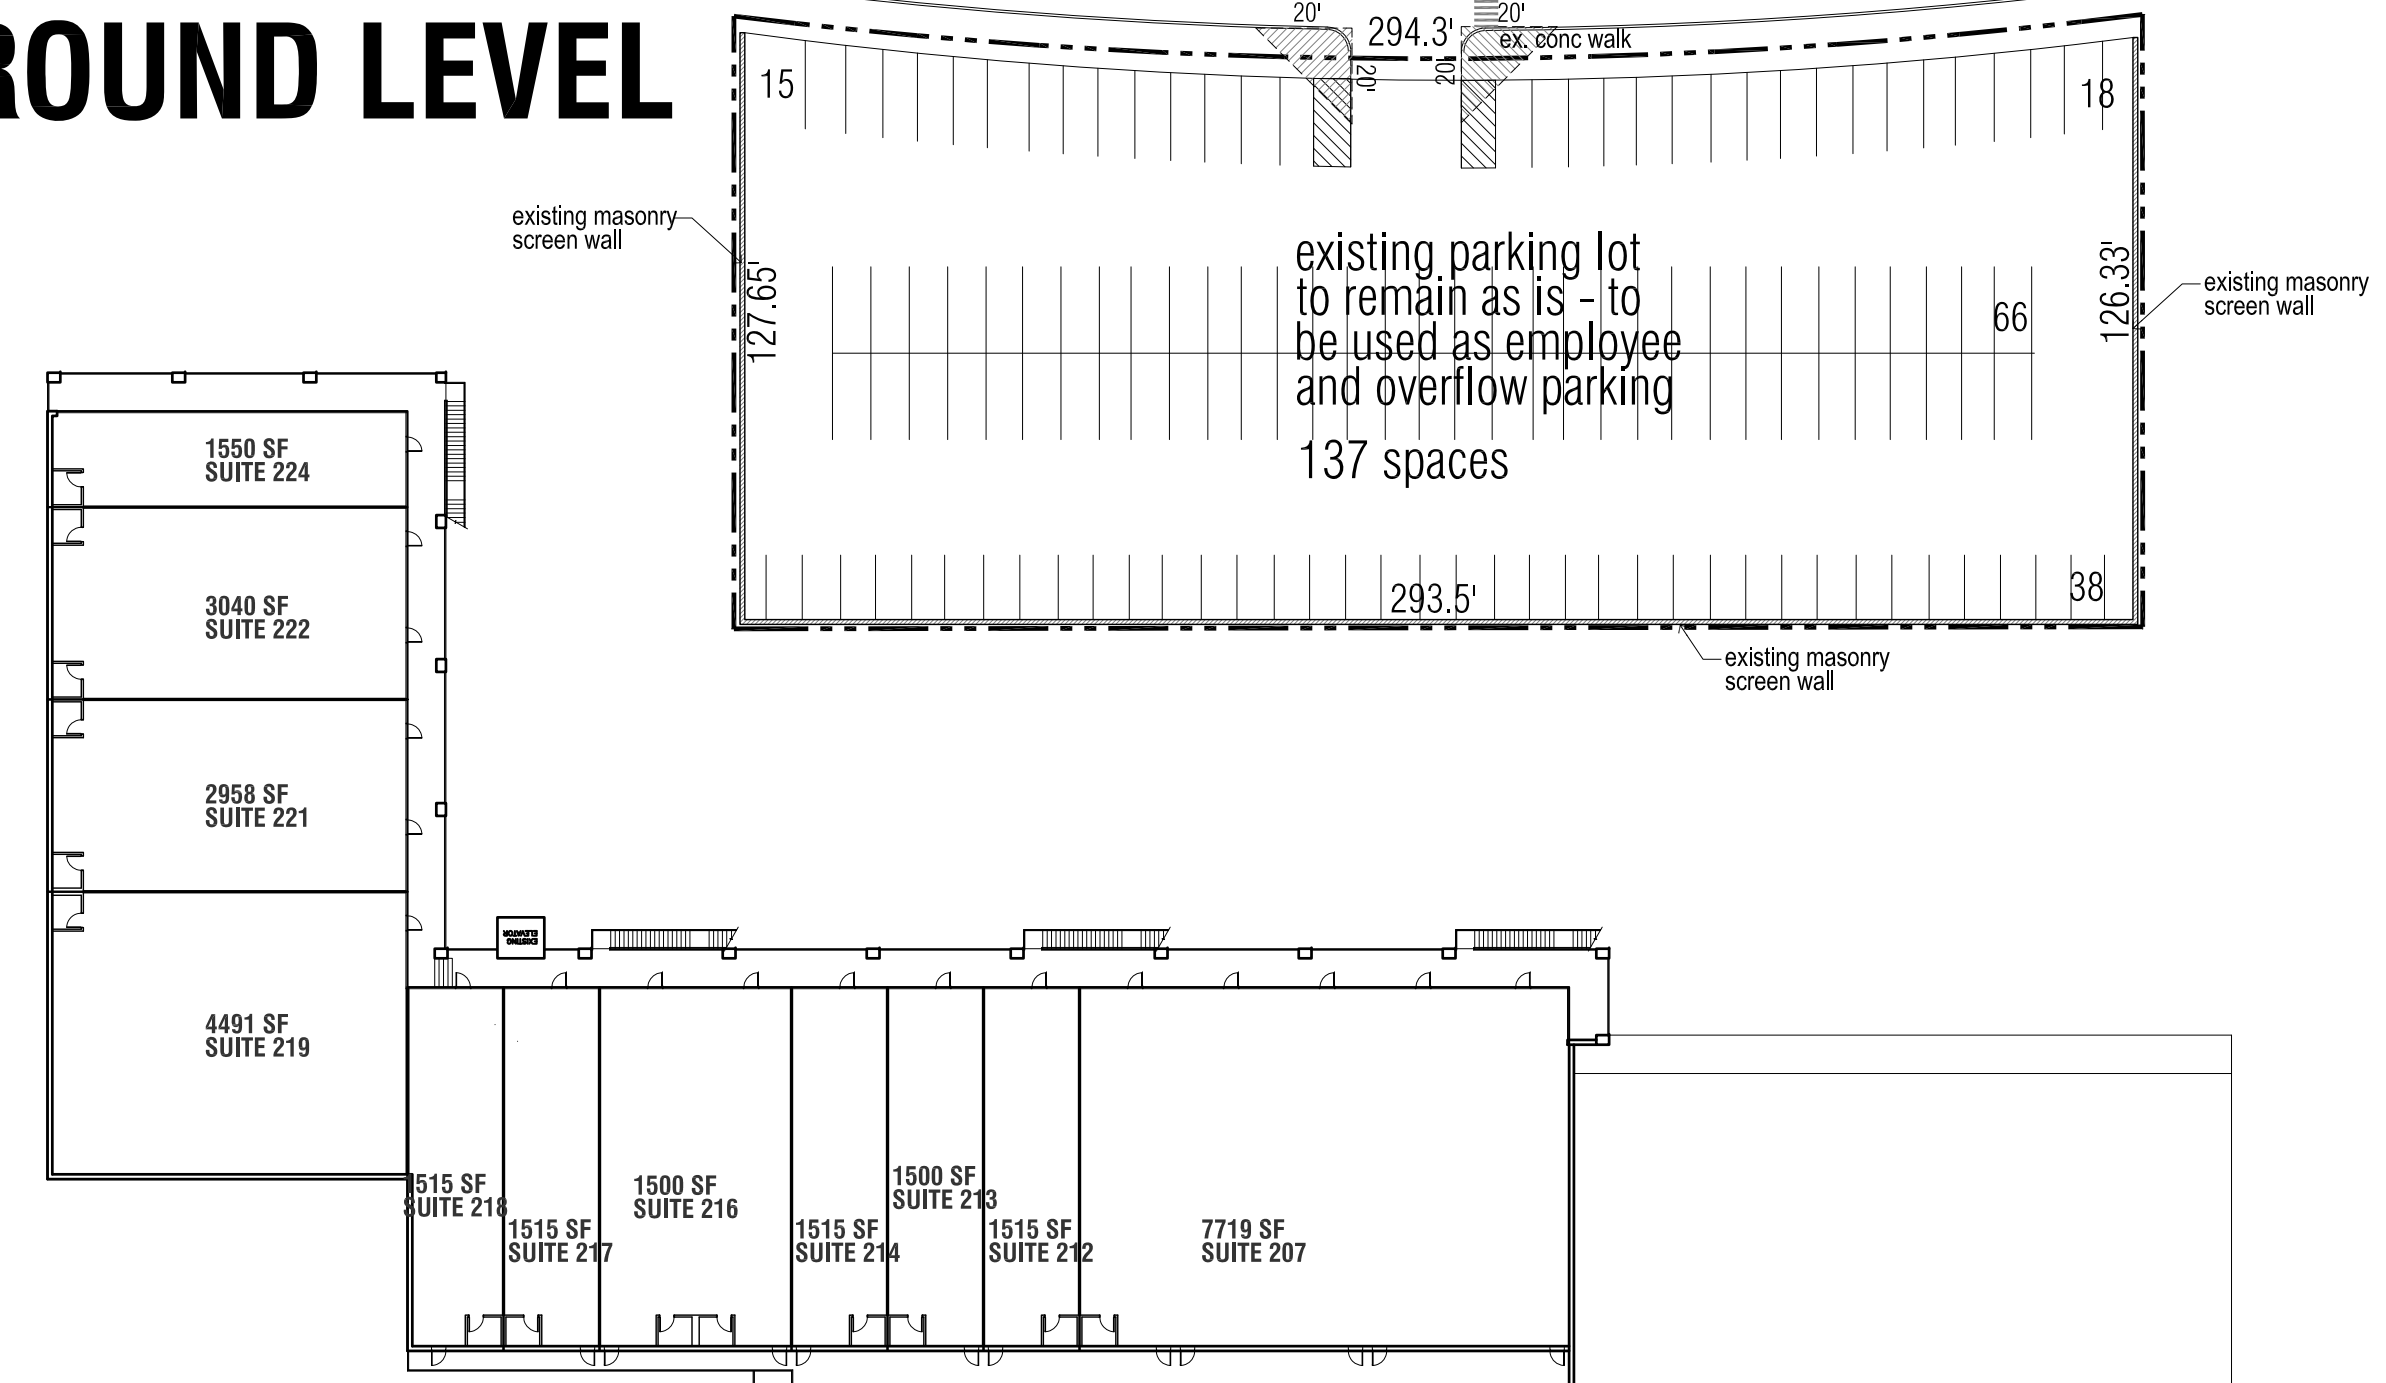 ROUND LEVEL
20'
294.3'
20'
ex. conc walk
20'
20'
15
18
existing masonry
screen wall
127.65'
existing parking lot
to remain as is - to
be used as employee
and overflow parking
137 spaces
66
126.33'
existing masonry
screen wall
293.5'
38
existing masonry
screen wall
1550 SF
SUITE 224
3040 SF
SUITE 222
2958 SF
SUITE 221
4491 SF
SUITE 219
EXISTING
ELEVATOR
1515 SF
SUITE 218
1515 SF
SUITE 217
1500 SF
SUITE 216
1515 SF
SUITE 214
1500 SF
SUITE 213
1515 SF
SUITE 212
7719 SF
SUITE 207